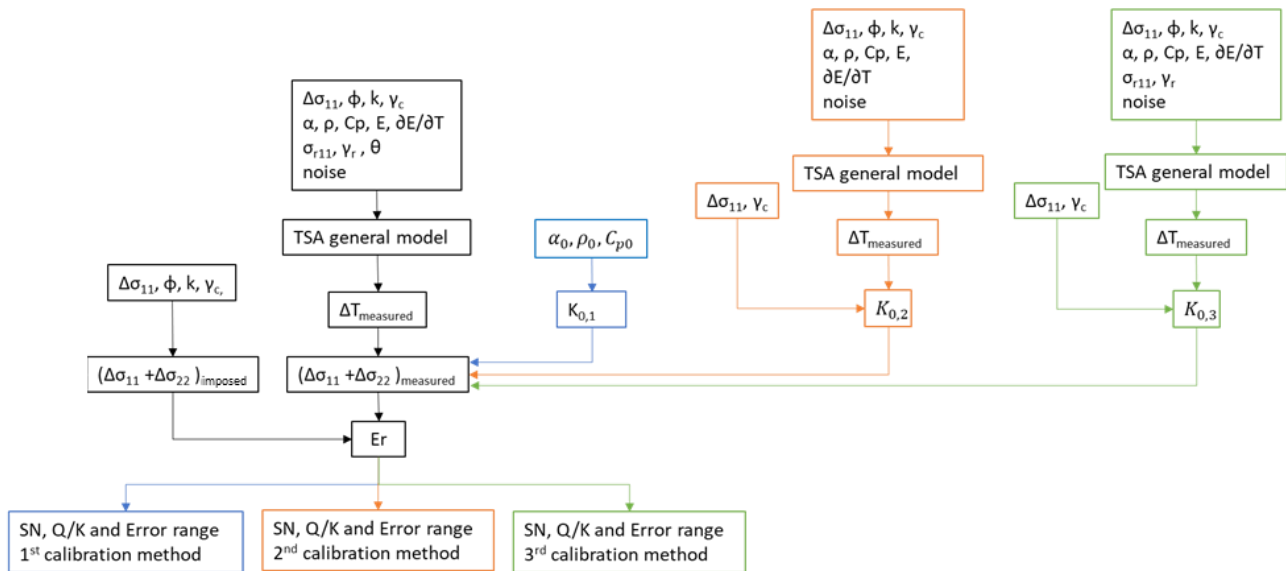 Δσ₁₁, ϕ, k, γc
α, ρ, Cp, E, ∂E/∂T
σr₁₁, γr , θ
noise
TSA general model
Δσ₁₁, ϕ, k, γc,
ΔTmeasured
(Δσ₁₁ +Δσ₂₂ )imposed
(Δσ₁₁ +Δσ₂₂ )measured
Er
α₀, ρ₀, Cp0
K₀,₁
Δσ₁₁, ϕ, k, γc
α, ρ, Cp, E,
∂E/∂T
noise
TSA general model
Δσ₁₁, γc
ΔTmeasured
K₀,₂
Δσ₁₁, ϕ, k, γc
α, ρ, Cp, E, ∂E/∂T
σr₁₁, γr
noise
TSA general model
Δσ₁₁, γc
ΔTmeasured
K₀,₃
SN, Q/K and Error range
1st calibration method
SN, Q/K and Error range
2nd calibration method
SN, Q/K and Error range
3rd calibration method